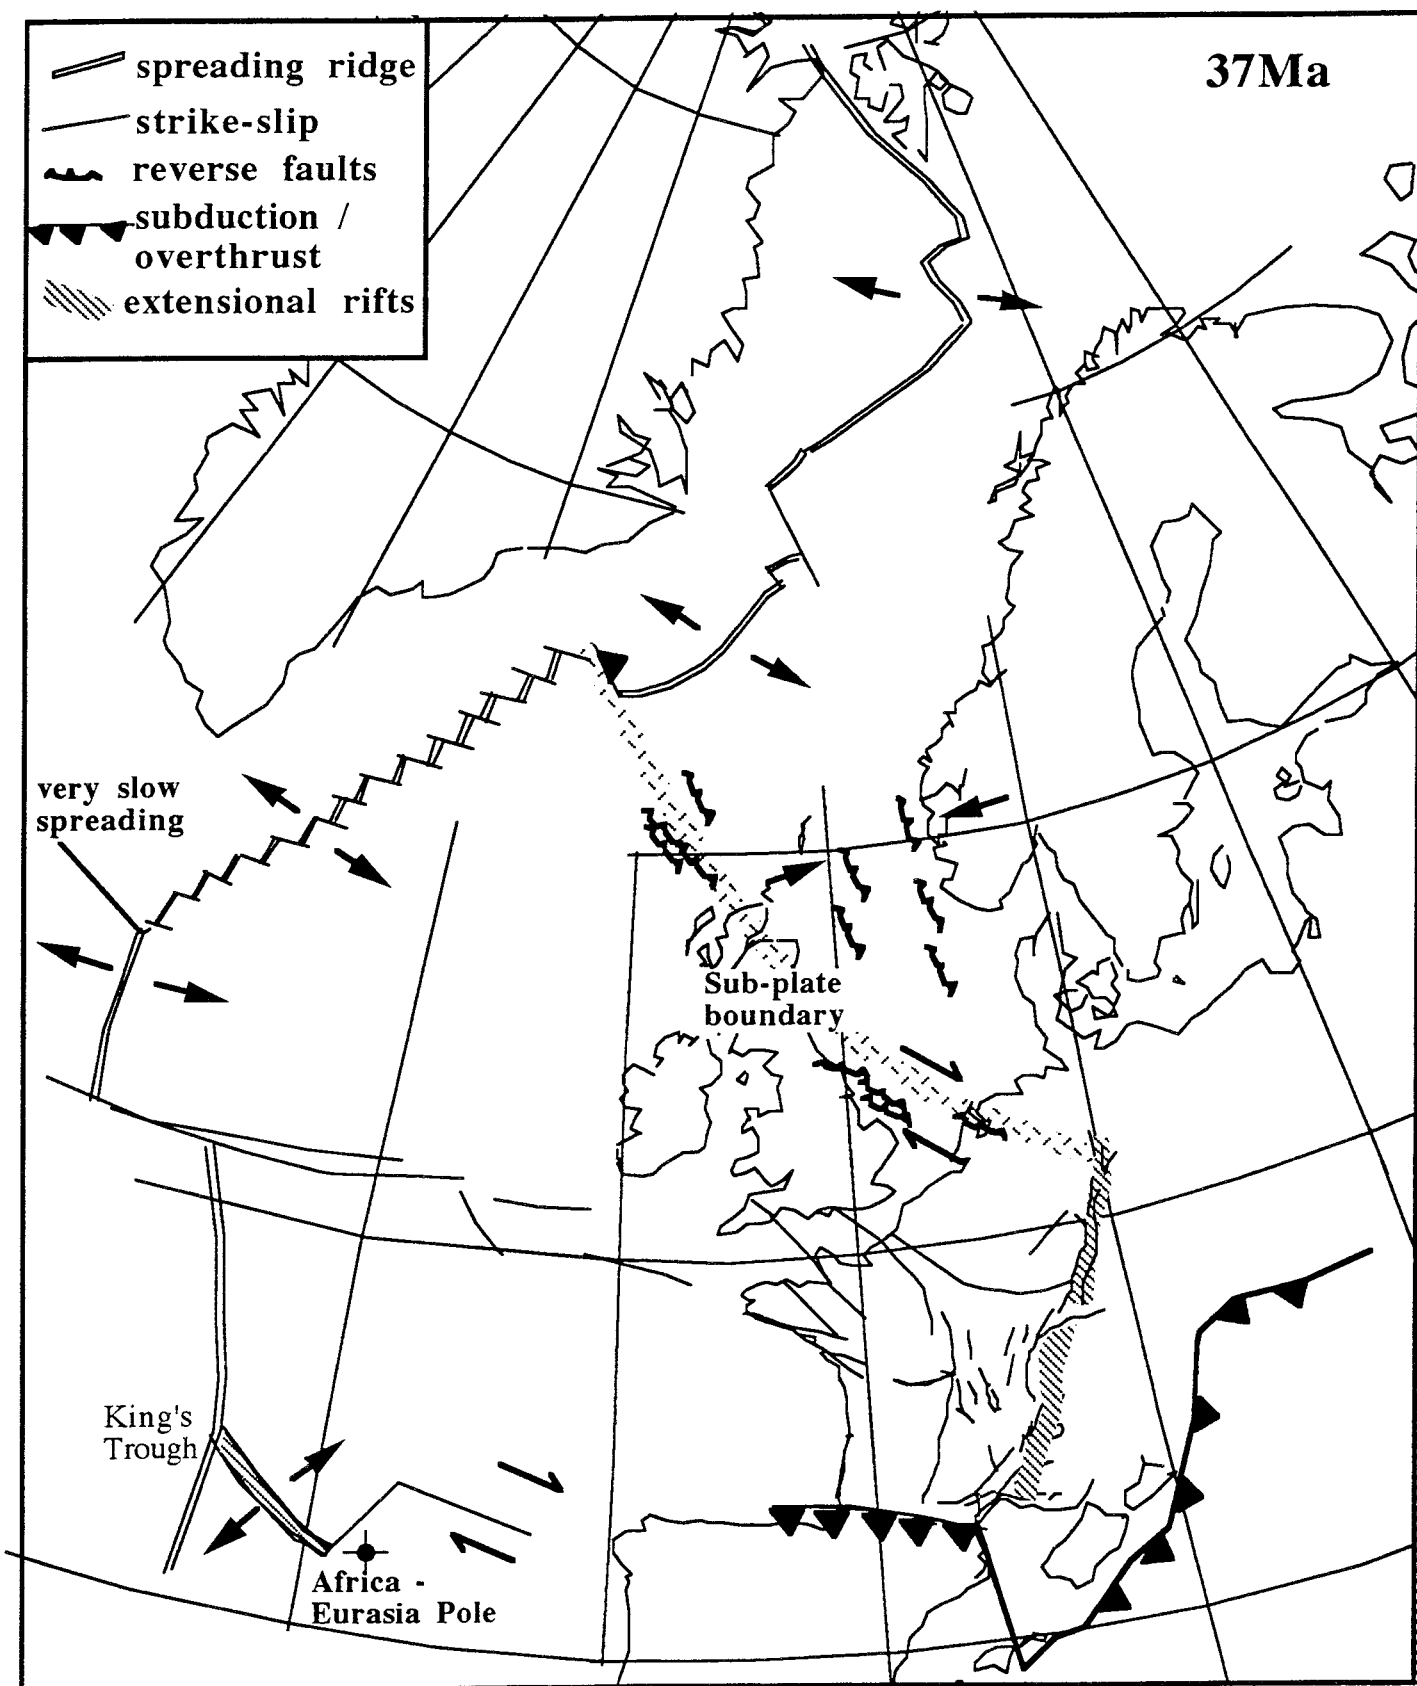 spreading ridge
strike-slip
reverse faults
subduction /
overthrust
extensional rifts
37Ma
very slow
spreading
Sub-plate
boundary
King's
Trough
Africa -
Eurasia Pole